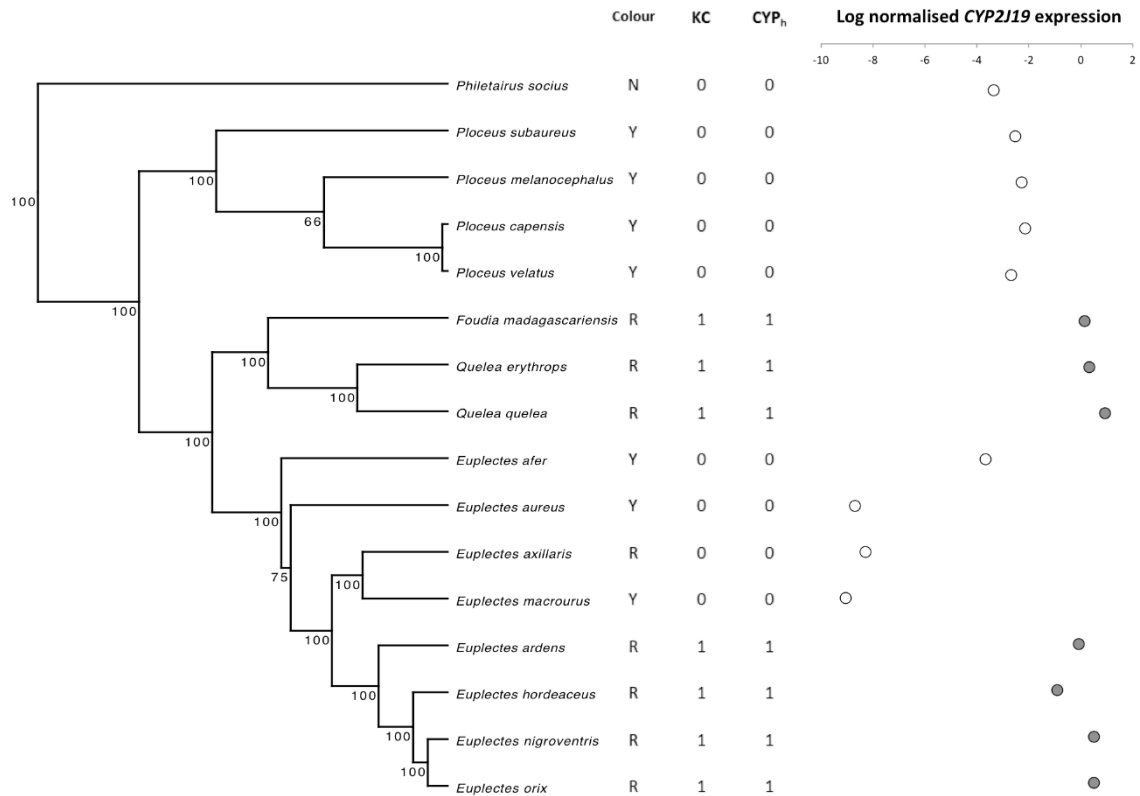 Colour KC CYPh Log normalised CYP2J19 expression
-10 -8 -6 -4 -2 0 2
Philetairus socius N 0 0
Ploceus subaureus Y 0 0
100
Ploceus melanocephalus Y 0 0
100
66
Ploceus capensis Y 0 0
100
Ploceus velatus Y 0 0
100
Foudia madagascariensis R 1 1
100
Quelea erythrops R 1 1
100
Quelea quelea R 1 1
100
Euplectes afer Y 0 0
Euplectes aureus Y 0 0
100
Euplectes axillaris R 0 0
75
100
Euplectes macrourus Y 0 0
100
Euplectes ardens R 1 1
100
Euplectes hordeaceus R 1 1
100
Euplectes nigroventris R 1 1
100
Euplectes orix R 1 1